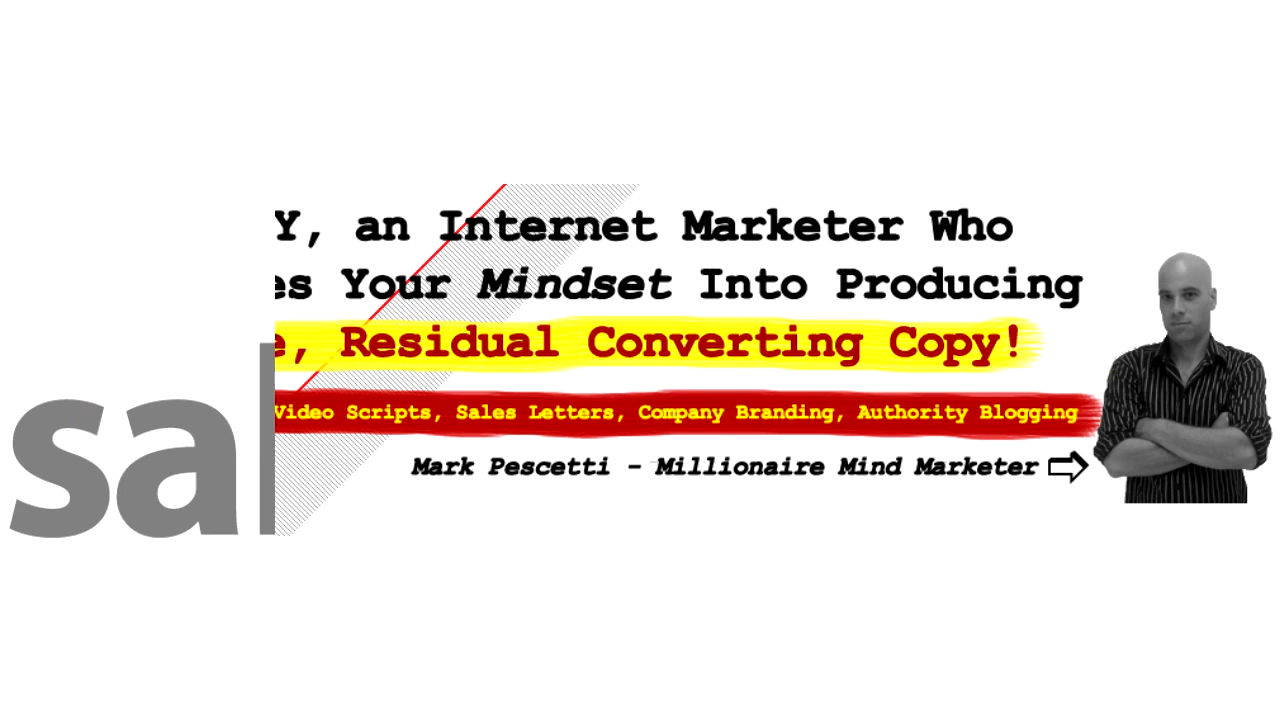 Y, an Internet Marketer Who
es Your Mindset Into Producing
e, Residual Converting Copy!
Video Scripts, Sales Letters, Company Branding, Authority Blogging
Mark Pescetti - Millionaire Mind Marketer
sal